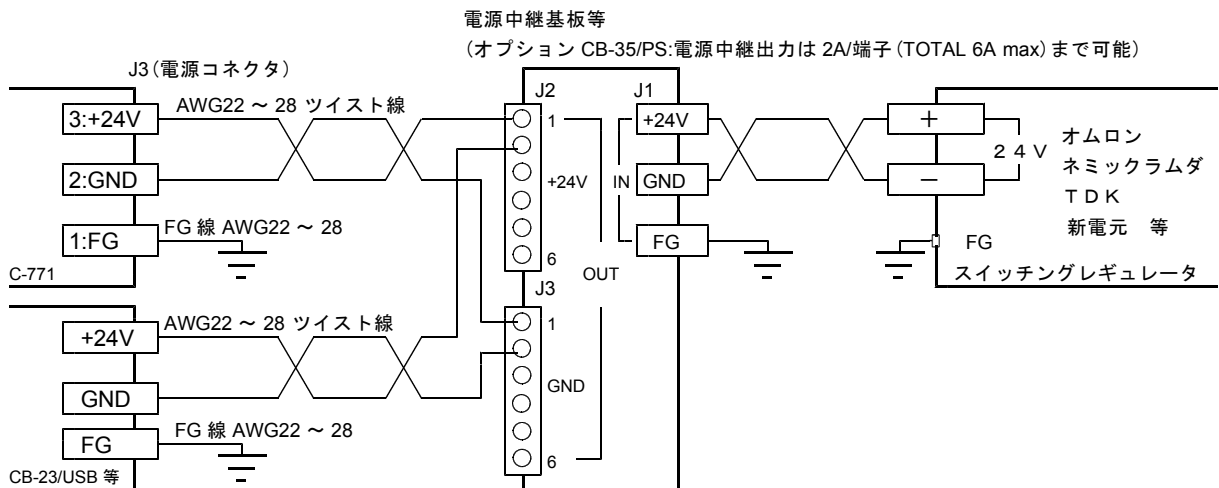 電源中継基板等
(オプション CB-35/PS:電源中継出力は 2A/端子(TOTAL 6A max)まで可能)
J3(電源コネクタ)
AWG22 ～ 28 ツイスト線
3:+24V
2:GND
1:FG
FG 線 AWG22 ～ 28
C-771
+24V
AWG22 ～ 28 ツイスト線
GND
FG
FG 線 AWG22 ～ 28
CB-23/USB 等
J2
1
+24V
6
J3
1
GND
6
OUT
J1
+24V
IN
GND
FG
＋
２４Ｖ
－
オムロン
ネミックラムダ
ＴＤＫ
新電元　等
FG
スイッチングレギュレータ